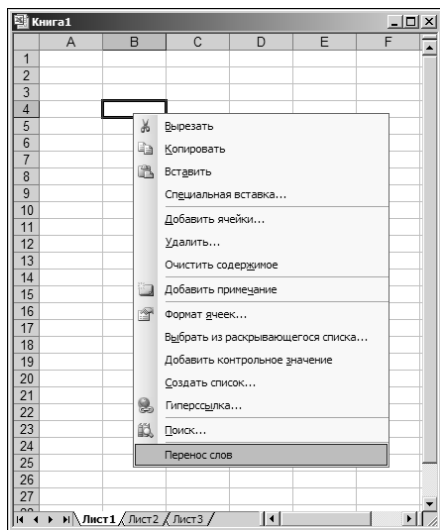 Книга1
A B C D E F
1
2
3
4
5
Вырезать
6
Копировать
7
8
Вставить
9
Специальная вставка...
10
11
Добавить ячейки...
12
Удалить...
13
Очистить содержимое
14
15
Добавить примечание
16
Формат ячеек...
17
Выбрать из раскрывающегося списка...
18
19
Добавить контрольное значение
20
Создать список...
21
22
Гиперссылка...
23
Поиск...
24
25
Перенос слов
26
27
Лист1 Лист2 Лист3